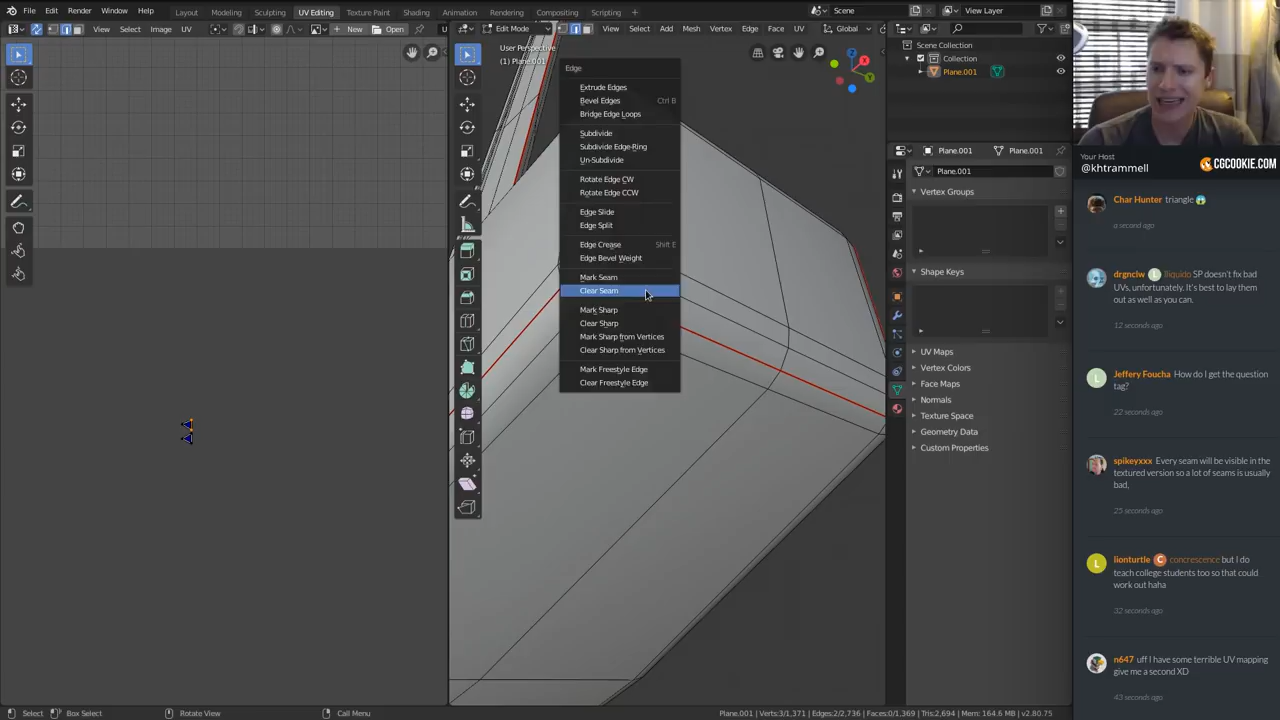 File Edit Render Window Help
Layout Modeling Sculpting UV Editing Texture Paint Shading Animation Rendering Compositing Scripting +
Scene
View Layer
View Select Image UV
New Open
Edit Mode
View Select Add Mesh Vertex Edge Face UV
Global
User Perspective
(1) Plane.001
Edge
Extrude Edges
Bevel Edges Ctrl B
Bridge Edge Loops
Subdivide
Subdivide Edge-Ring
Un-Subdivide
Rotate Edge CW
Rotate Edge CCW
Edge Slide
Edge Split
Edge Crease Shift E
Edge Bevel Weight
Mark Seam
Clear Seam
Mark Sharp
Clear Sharp
Mark Sharp from Vertices
Clear Sharp from Vertices
Mark Freestyle Edge
Clear Freestyle Edge
X
Y
Z
Scene Collection
Collection
Plane.001
Plane.001 Plane.001
Plane.001
Vertex Groups
Shape Keys
UV Maps
Vertex Colors
Face Maps
Normals
Texture Space
Geometry Data
Custom Properties
Your Host
@khtrammell
CGCOOKIE.COM
Char Hunter triangle 😱
a second ago
drgnclw L lliquido SP doesn't fix bad
UVs, unfortunately. It's best to lay them
out as well as you can.
12 seconds ago
J
Jeffery Foucha How do I get the question
tag?
22 seconds ago
spikeyxxx Every seam will be visible in the
textured version so a lot of seams is usually
bad,
25 seconds ago
L
lionturtle C concrescence but I do
teach college students too so that could
work out haha
32 seconds ago
n647 uff I have some terrible UV mapping
give me a second XD
43 seconds ago
Select Box Select Rotate View Call Menu
Plane.001 | Verts:3/1,371 | Edges:2/2,736 | Faces:0/1,369 | Tris:2,694 | Mem: 164.6 MB | v2.80.75